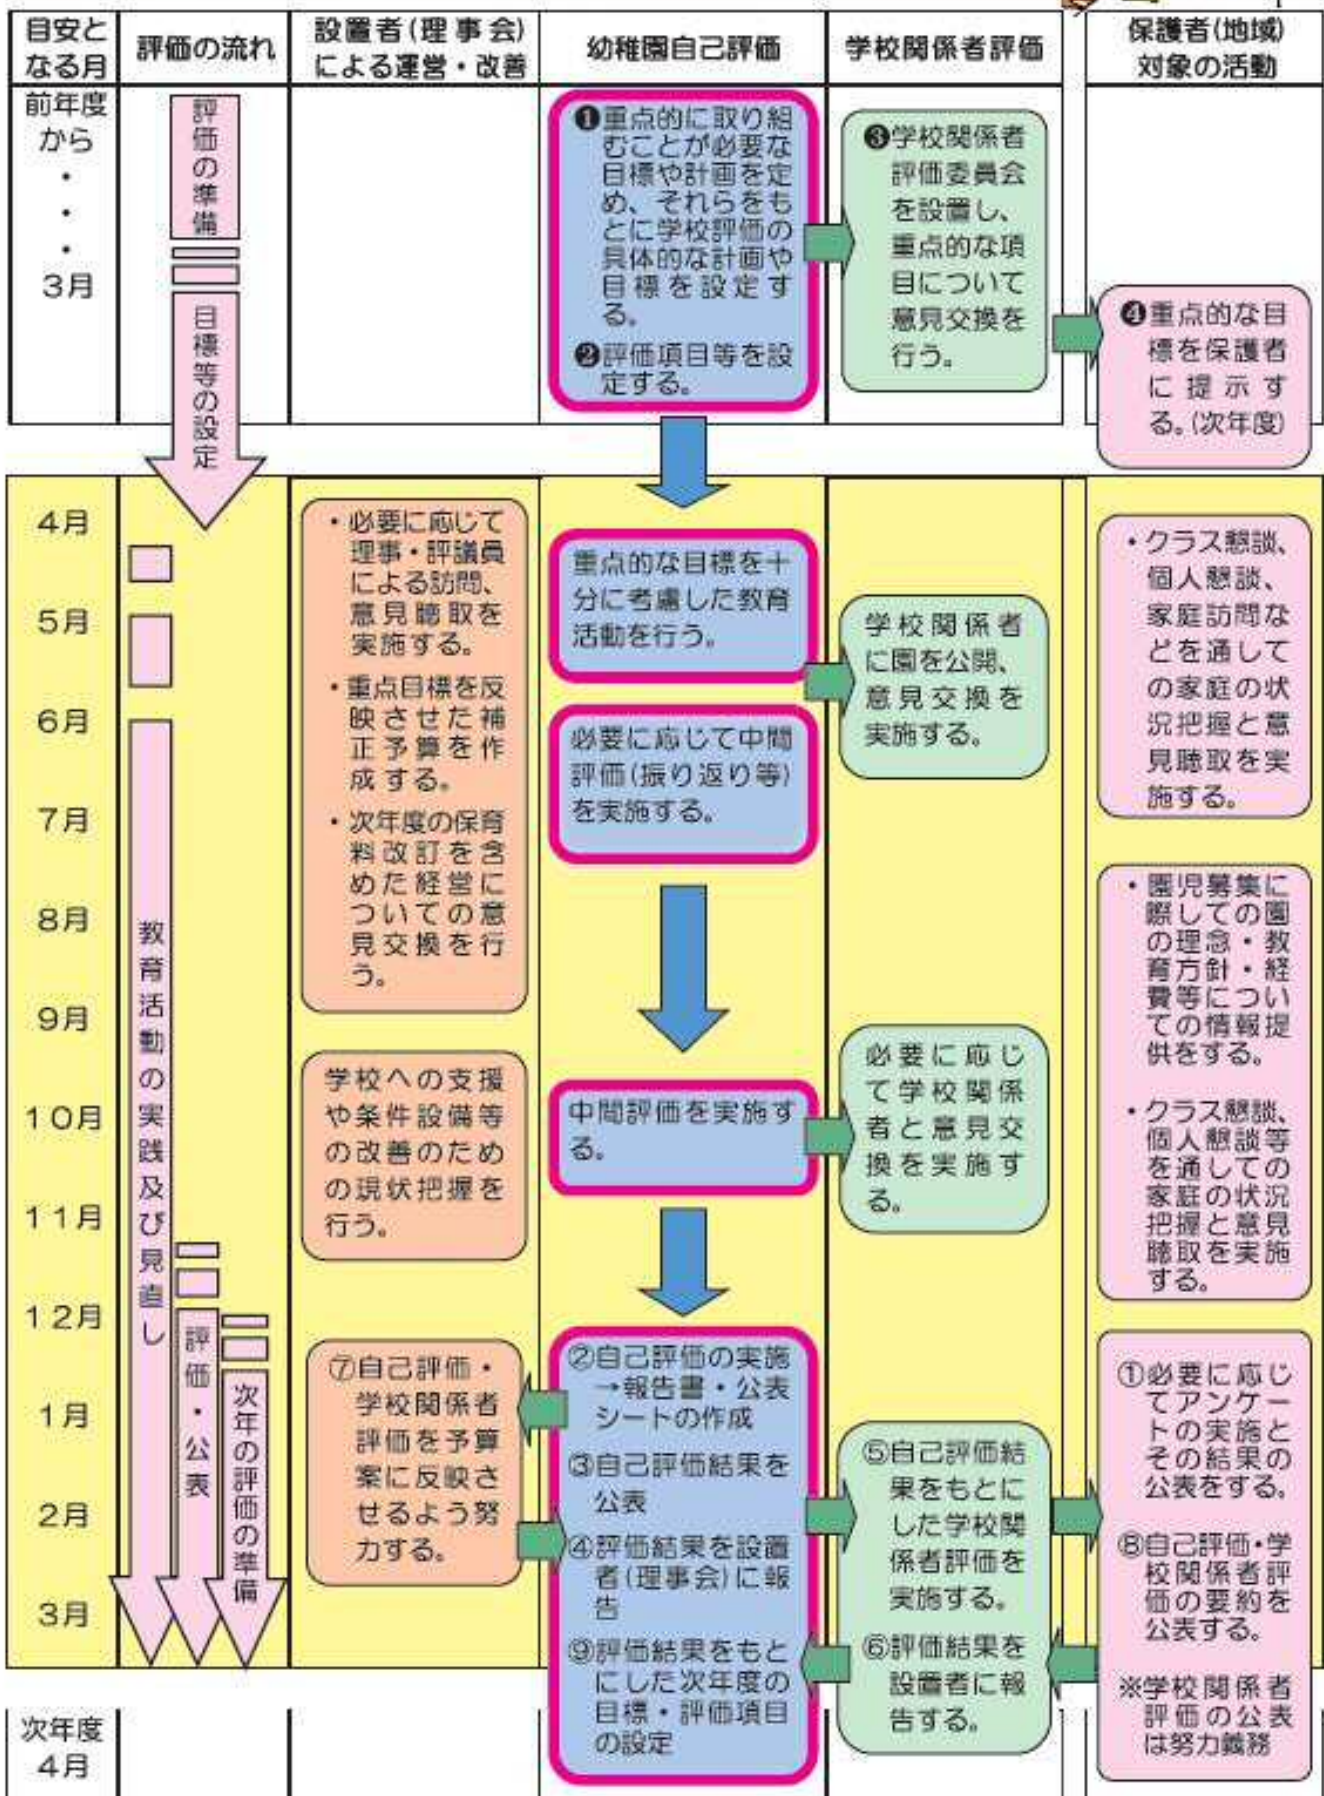 目安と
なる月
評価の流れ
設置者(理事会)
による運営・改善
幼稚園自己評価
学校関係者評価
保護者(地域)
対象の活動
前年度
から
・
・
・
3月
評価の準備
目標等の設定
❶重点的に取り組
むことが必要な
目標や計画を定
め、それらをも
とに学校評価の
具体的な計画や
目標を設定す
る。
❷評価項目等を設
定する。
❸学校関係者
評価委員会
を設置し、
重点的な項
目について
意見交換を
行う。
❹重点的な目
標を保護者
に提示す
る。(次年度)
4月
5月
6月
7月
8月
9月
10月
11月
12月
1月
2月
3月
教育活動の実践及び見直し
評価・公表
次年の評価の準備
・必要に応じて
理事・評議員
による訪問、
意見聴取を
実施する。
・重点目標を反
映させた補
正予算を作
成する。
・次年度の保育
料改訂を含
めた経営に
ついての意
見交換を行
う。
学校への支援
や条件設備等
の改善のため
の現状把握を
行う。
⑦自己評価・
学校関係者
評価を予算
案に反映さ
せるよう努
力する。
重点的な目標を十
分に考慮した教育
活動を行う。
必要に応じて中間
評価(振り返り等)
を実施する。
中間評価を実施す
る。
②自己評価の実施
→報告書・公表
シートの作成
③自己評価結果を
公表
④評価結果を設置
者(理事会)に報
告
⑨評価結果をもと
にした次年度の
目標・評価項目
の設定
学校関係者
に園を公開、
意見交換を
実施する。
必要に応じ
て学校関係
者と意見交
換を実施す
る。
⑤自己評価結
果をもとに
した学校関
係者評価を
実施する。
⑥評価結果を
設置者に報
告する。
・クラス懇談、
個人懇談、
家庭訪問な
どを通して
の家庭の状
況把握と意
見聴取を実
施する。
・園児募集に
際しての園
の理念・教
育方針・経
費等につい
ての情報提
供をする。
・クラス懇談、
個人懇談等
を通しての
家庭の状況
把握と意見
聴取を実施
する。
①必要に応じ
てアンケー
トの実施と
その結果の
公表をする。
⑧自己評価・学
校関係者評
価の要約を
公表する。
※学校関係者
評価の公表
は努力義務
次年度
4月